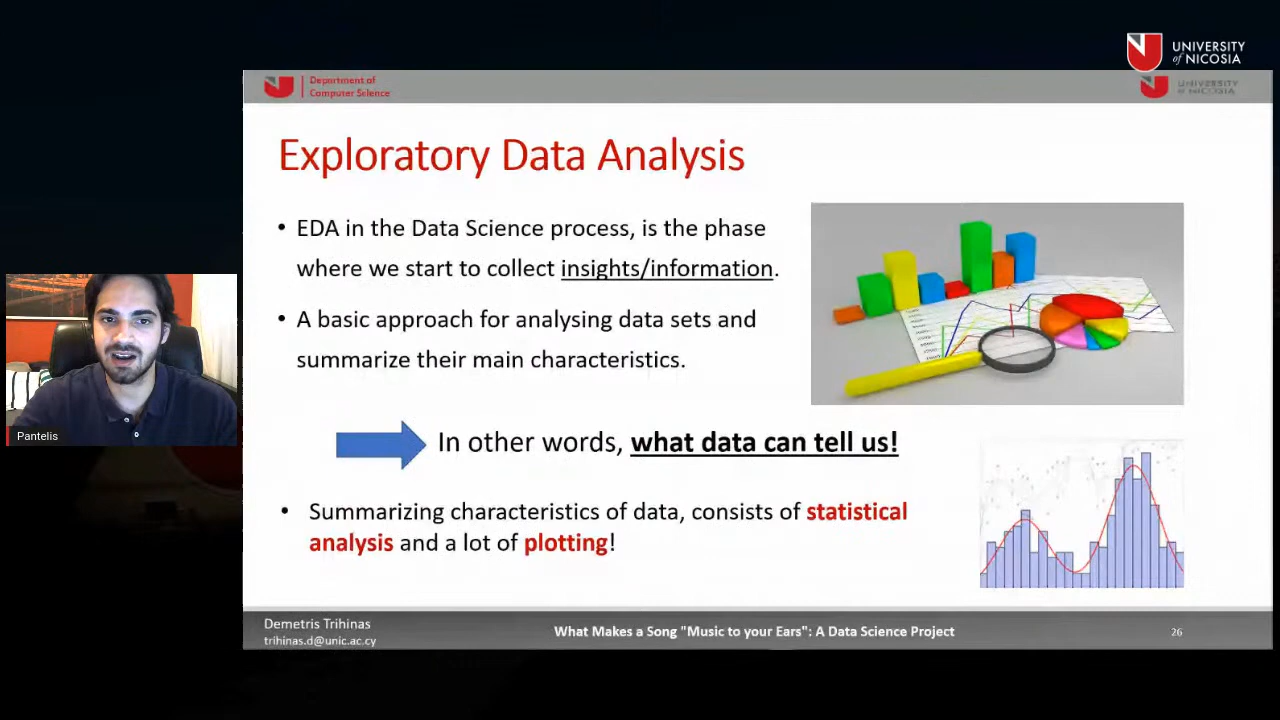 UNIVERSITY
of NICOSIA
Department of
Computer Science
UNIVERSITY
of NICOSIA
Exploratory Data Analysis
• EDA in the Data Science process, is the phase
where we start to collect insights/information.
• A basic approach for analysing data sets and
summarize their main characteristics.
In other words, what data can tell us!
• Summarizing characteristics of data, consists of statistical
analysis and a lot of plotting!
Pantelis
Demetris Trihinas
trihinas.d@unic.ac.cy
What Makes a Song "Music to your Ears": A Data Science Project
26